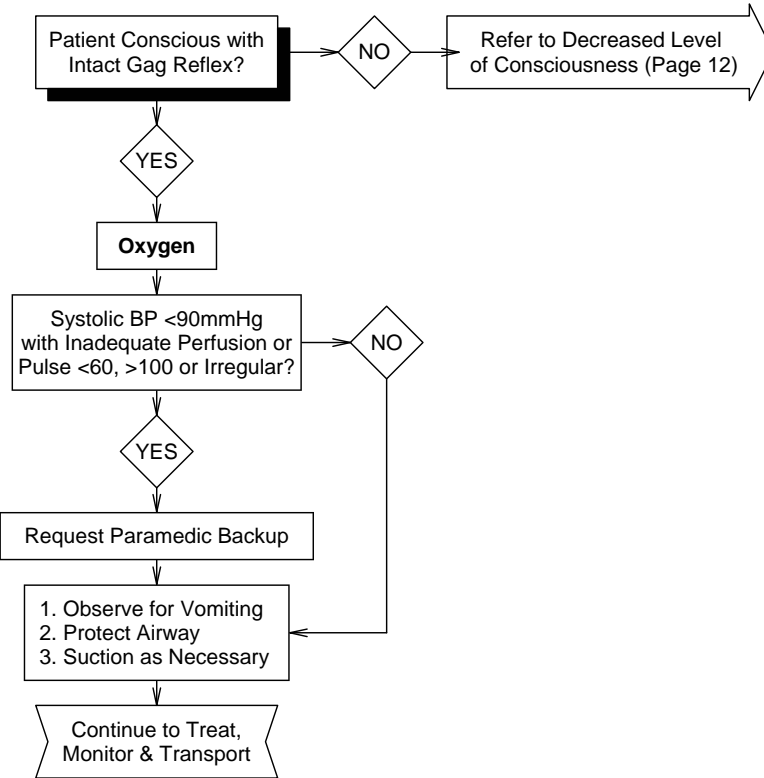 Patient Conscious with
Intact Gag Reflex?
NO
Refer to Decreased Level
of Consciousness (Page 12)
YES
Oxygen
Systolic BP <90mmHg
with Inadequate Perfusion or
Pulse <60, >100 or Irregular?
NO
YES
Request Paramedic Backup
1. Observe for Vomiting
2. Protect Airway
3. Suction as Necessary
Continue to Treat,
Monitor & Transport